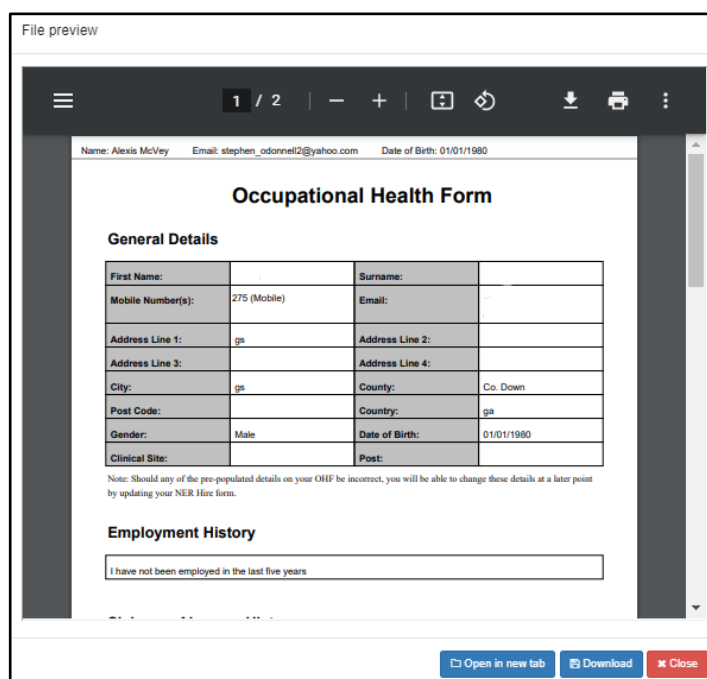 File preview
1 / 2
Name: Alexis McVey Email: stephen_odonnell2@yahoo.com Date of Birth: 01/01/1980
Occupational Health Form
General Details
First Name: Surname:
Mobile Number(s): 275 (Mobile) Email:
Address Line 1: gs Address Line 2:
Address Line 3: Address Line 4:
City: gs County: Co. Down
Post Code: Country: ga
Gender: Male Date of Birth: 01/01/1980
Clinical Site: Post:
Note: Should any of the pre-populated details on your OHF be incorrect, you will be able to change these details at a later point
by updating your NER Hire form.
Employment History
I have not been employed in the last five years
Open in new tab Download Close